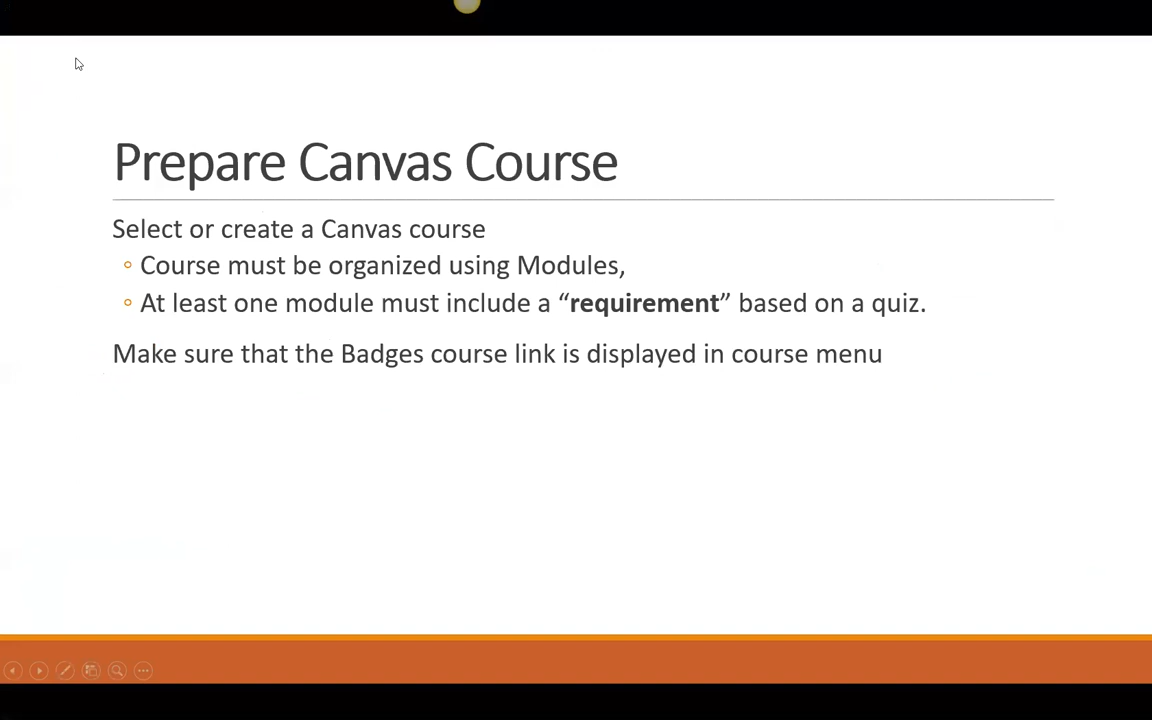 Prepare Canvas Course
Select or create a Canvas course
Course must be organized using Modules,
At least one module must include a “requirement” based on a quiz.
Make sure that the Badges course link is displayed in course menu